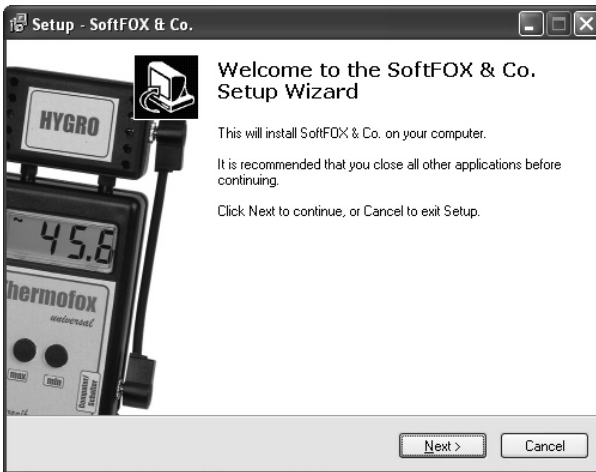 Setup - SoftFOX & Co.
Welcome to the SoftFOX & Co.
Setup Wizard
This will install SoftFOX & Co. on your computer.
It is recommended that you close all other applications before
continuing.
Click Next to continue, or Cancel to exit Setup.
HYGRO
~45.6
Thermofox
universal
max
min
Computer/
Schalter
Next >
Cancel